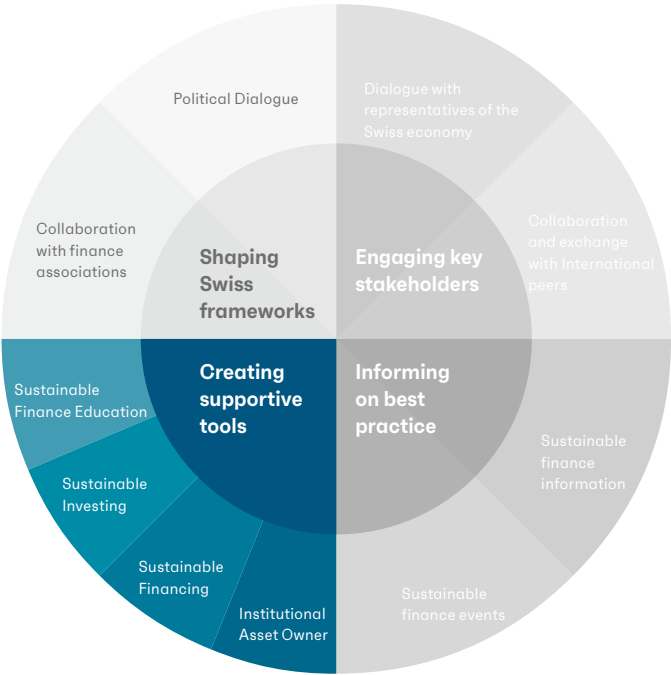 Political Dialogue
Dialogue with
representatives of the
Swiss economy
Collaboration
with finance
associations
Collaboration
and exchange
with International
peers
Shaping
Swiss
frameworks
Engaging key
stakeholders
Creating
supportive
tools
Informing
on best
practice
Sustainable
Finance Education
Sustainable
Investing
Sustainable
Financing
Institutional
Asset Owner
Sustainable
finance
information
Sustainable
finance events